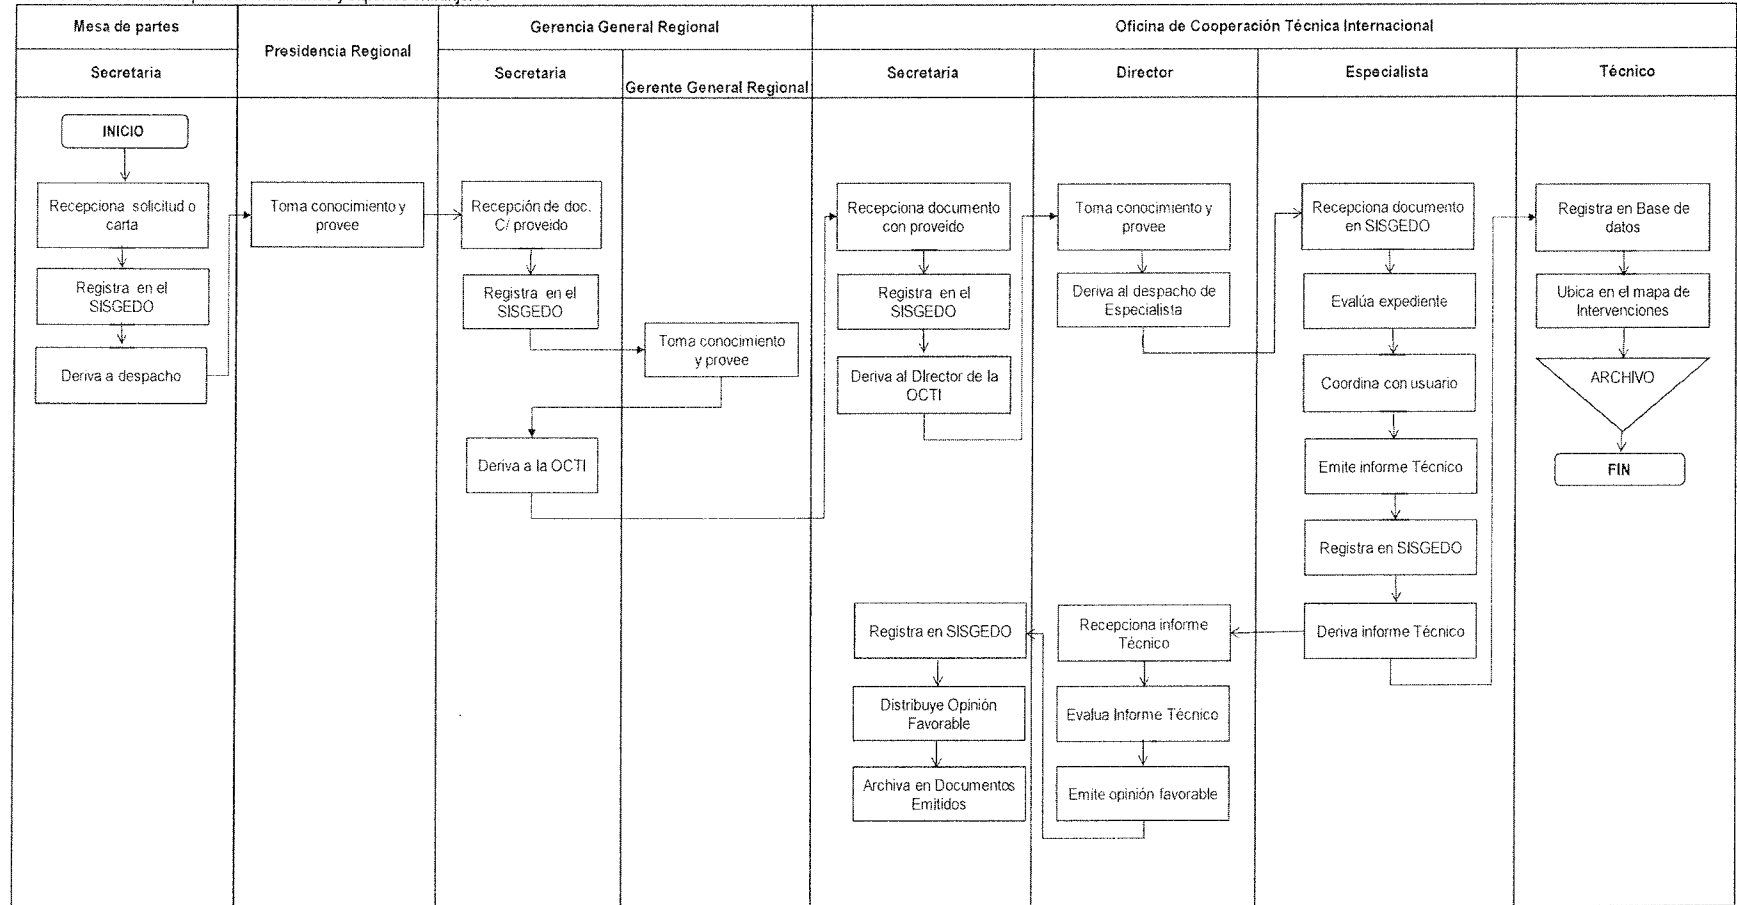 Mesa de partes
Gerencia General Regional
Oficina de Cooperación Técnica Internacional
Presidencia Regional
Secretaria
Secretaria
Gerente General Regional
Secretaria
Director
Especialista
Técnico
INICIO
Recepciona solicitud o
carta
Registra en el
SISGEDO
Deriva a despacho
Toma conocimiento y
provee
Recepción de doc.
C/ proveido
Registra en el
SISGEDO
Toma conocimiento
y provee
Deriva a la OCTI
Recepciona documento
con proveido
Registra en el
SISGEDO
Deriva al DIrector de la
OCTI
Toma conocimiento y
provee
Deriva al despacho de
Especialista
Recepciona documento
en SISGEDO
Evalúa expediente
Coordina con usuario
Emite informe Técnico
Registra en SISGEDO
Deriva informe Técnico
Recepciona informe
Técnico
Evalua Informe Técnico
Emite opinión favorable
Registra en SISGEDO
Distribuye Opinión
Favorable
Archiva en Documentos
Emitidos
Registra en Base de
datos
Ubica en el mapa de
Intervenciones
ARCHIVO
FIN